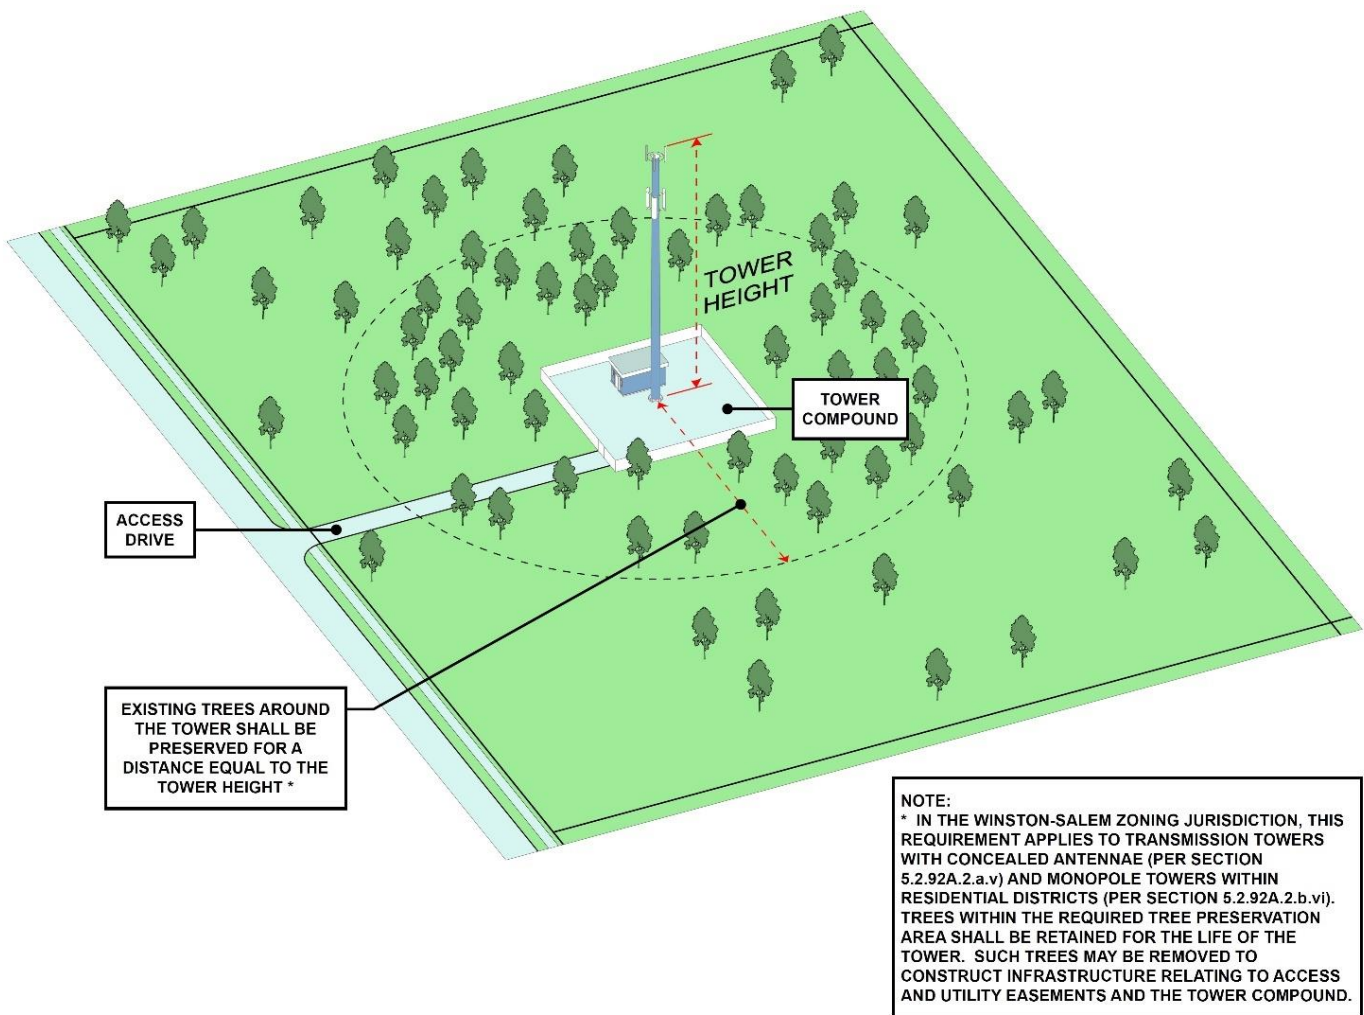 TOWER
HEIGHT
TOWER
COMPOUND
ACCESS
DRIVE
EXISTING TREES AROUND
THE TOWER SHALL BE
PRESERVED FOR A
DISTANCE EQUAL TO THE
TOWER HEIGHT *
NOTE:
* IN THE WINSTON-SALEM ZONING JURISDICTION, THIS
REQUIREMENT APPLIES TO TRANSMISSION TOWERS
WITH CONCEALED ANTENNAE (PER SECTION
5.2.92A.2.a.v) AND MONOPOLE TOWERS WITHIN
RESIDENTIAL DISTRICTS (PER SECTION 5.2.92A.2.b.vi).
TREES WITHIN THE REQUIRED TREE PRESERVATION
AREA SHALL BE RETAINED FOR THE LIFE OF THE
TOWER. SUCH TREES MAY BE REMOVED TO
CONSTRUCT INFRASTRUCTURE RELATING TO ACCESS
AND UTILITY EASEMENTS AND THE TOWER COMPOUND.